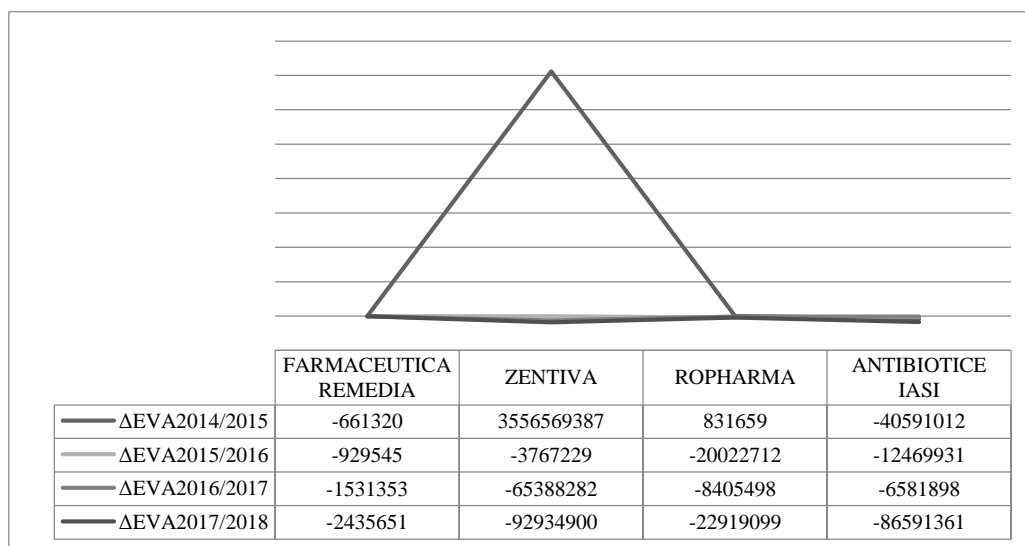 FARMACEUTICA REMEDIA ZENTIVA ROPHARMA ANTIBIOTICE IASI
ΔEVA2014/2015 -661320 3556569387 831659 -40591012
ΔEVA2015/2016 -929545 -3767229 -20022712 -12469931
ΔEVA2016/2017 -1531353 -65388282 -8405498 -6581898
ΔEVA2017/2018 -2435651 -92934900 -22919099 -86591361